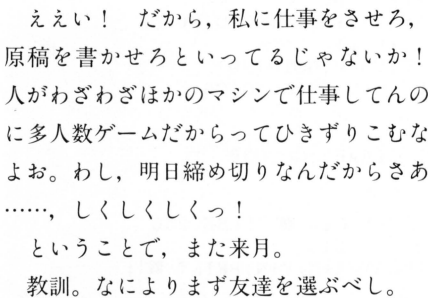 ええい！　だから，私に仕事をさせろ，
原稿を書かせろといってるじゃないか！
人がわざわざほかのマシンで仕事してんの
に多人数ゲームだからってひきずりこむな
よお。わし，明日締め切りなんだからさあ
……，しくしくしくっ！
　ということで，また来月。
　教訓。なによりまず友達を選ぶべし。